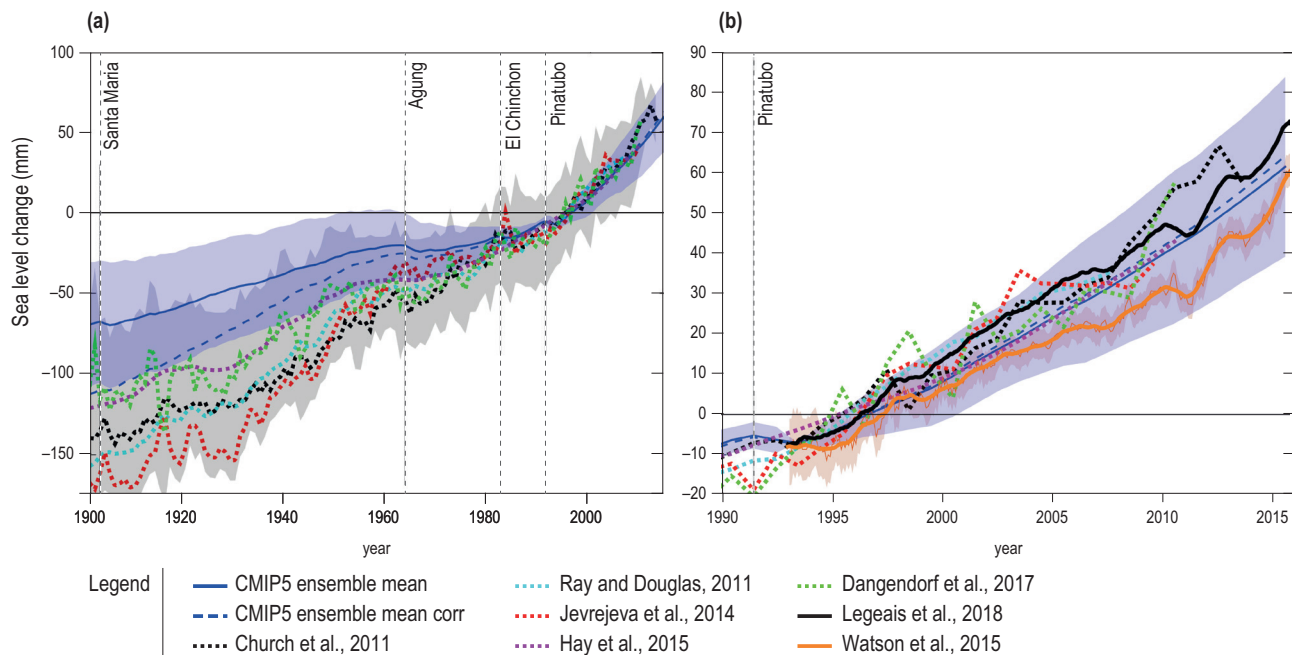 (a)
(b)
Sea level change (mm)
100
50
0
−50
−100
−150
Santa Maria
Agung
El Chinchon
Pinatubo
1900
1920
1940
1960
1980
2000
year
90
80
70
60
50
40
30
20
10
0
−10
−20
Pinatubo
1990
1995
2000
2005
2010
2015
year
Legend
CMIP5 ensemble mean
CMIP5 ensemble mean corr
Church et al., 2011
Ray and Douglas, 2011
Jevrejeva et al., 2014
Hay et al., 2015
Dangendorf et al., 2017
Legeais et al., 2018
Watson et al., 2015